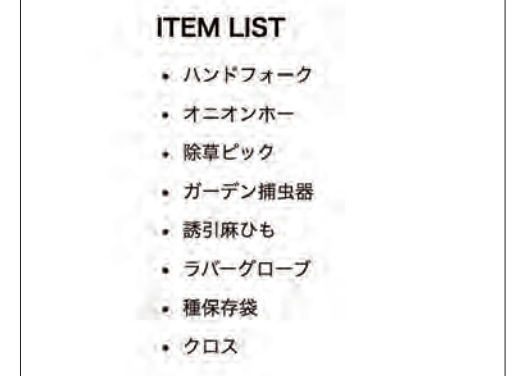 ITEM LIST
• ハンドフォーク
• オニオンホー
• 除草ピック
• ガーデン捕虫器
• 誘引麻ひも
• ラバーグローブ
• 種保存袋
• クロス